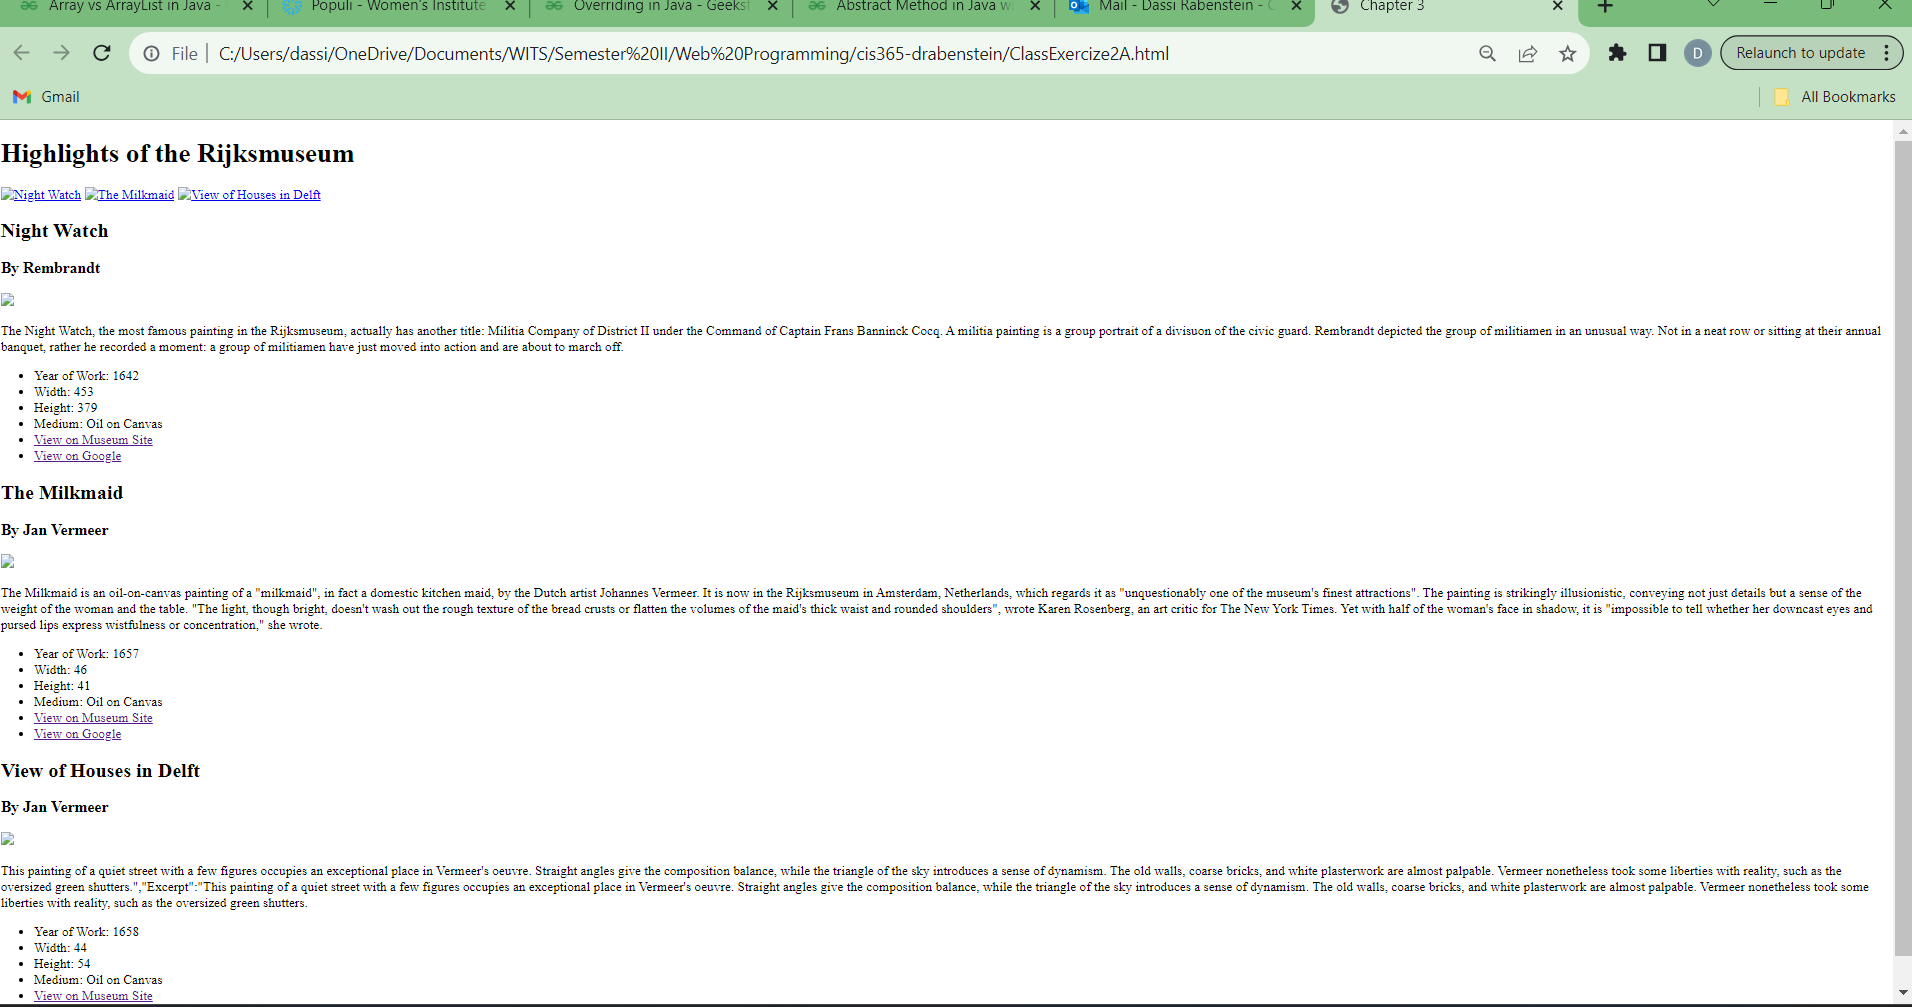 Array vs ArrayList in Java -
Populi - Women's Institute
Overriding in Java - Geeksf
Abstract Method in Java w
Mail - Dassi Rabenstein -
Chapter 3
File
C:/Users/dassi/OneDrive/Documents/WITS/Semester%20II/Web%20Programming/cis365-drabenstein/ClassExercize2A.html
D
Relaunch to update
Gmail
All Bookmarks
Highlights of the Rijksmuseum
Night Watch The Milkmaid View of Houses in Delft
Night Watch
By Rembrandt
The Night Watch, the most famous painting in the Rijksmuseum, actually has another title: Militia Company of District II under the Command of Captain Frans Banninck Cocq. A militia painting is a group portrait of a divisuon of the civic guard. Rembrandt depicted the group of militiamen in an unusual way. Not in a neat row or sitting at their annual
banquet, rather he recorded a moment: a group of militiamen have just moved into action and are about to march off.
Year of Work: 1642
Width: 453
Height: 379
Medium: Oil on Canvas
View on Museum Site
View on Google
The Milkmaid
By Jan Vermeer
The Milkmaid is an oil-on-canvas painting of a "milkmaid", in fact a domestic kitchen maid, by the Dutch artist Johannes Vermeer. It is now in the Rijksmuseum in Amsterdam, Netherlands, which regards it as "unquestionably one of the museum's finest attractions". The painting is strikingly illusionistic, conveying not just details but a sense of the
weight of the woman and the table. "The light, though bright, doesn't wash out the rough texture of the bread crusts or flatten the volumes of the maid's thick waist and rounded shoulders", wrote Karen Rosenberg, an art critic for The New York Times. Yet with half of the woman's face in shadow, it is "impossible to tell whether her downcast eyes and
pursed lips express wistfulness or concentration," she wrote.
Year of Work: 1657
Width: 46
Height: 41
Medium: Oil on Canvas
View on Museum Site
View on Google
View of Houses in Delft
By Jan Vermeer
This painting of a quiet street with a few figures occupies an exceptional place in Vermeer's oeuvre. Straight angles give the composition balance, while the triangle of the sky introduces a sense of dynamism. The old walls, coarse bricks, and white plasterwork are almost palpable. Vermeer nonetheless took some liberties with reality, such as the
oversized green shutters.","Excerpt":"This painting of a quiet street with a few figures occupies an exceptional place in Vermeer's oeuvre. Straight angles give the composition balance, while the triangle of the sky introduces a sense of dynamism. The old walls, coarse bricks, and white plasterwork are almost palpable. Vermeer nonetheless took some
liberties with reality, such as the oversized green shutters.
Year of Work: 1658
Width: 44
Height: 54
Medium: Oil on Canvas
View on Museum Site